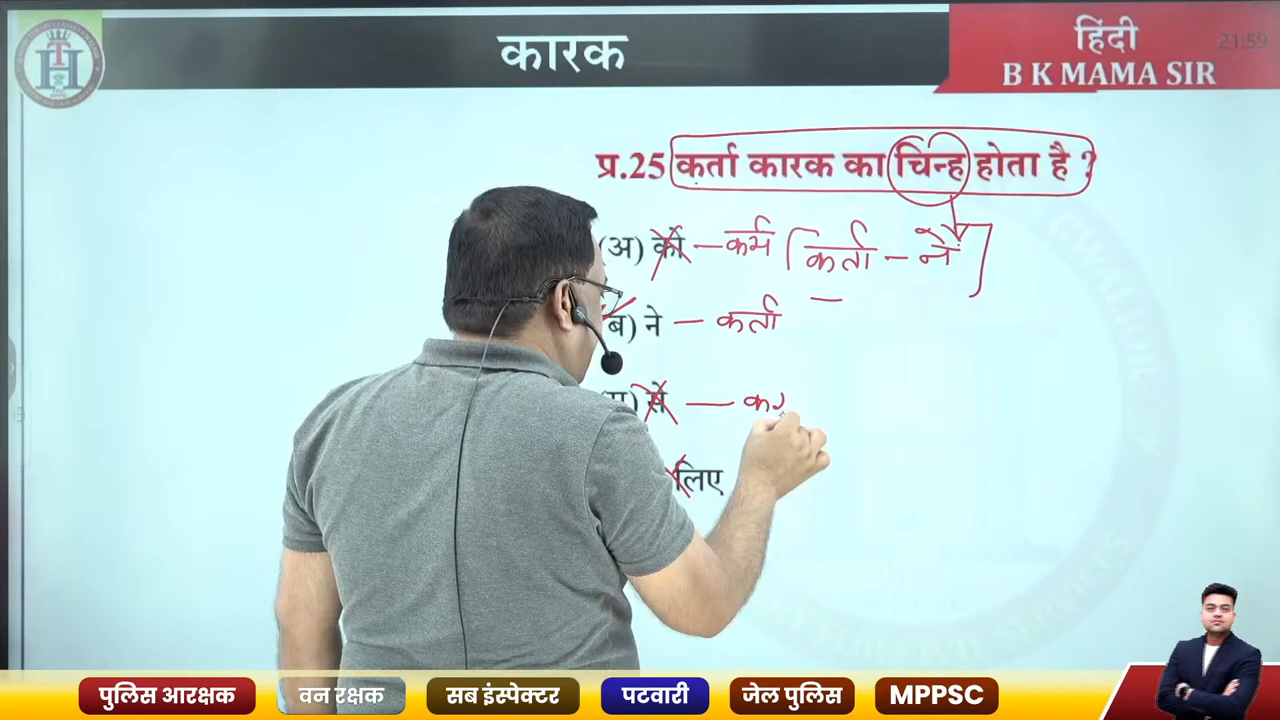 कारक
हिंदी
B K MAMA SIR
21:59
प्र.25 कर्ता कारक का चिन्ह होता है ?
(अ) को – कर्म [कर्ता – ने]
ब) ने – कर्ता
से — कर
लिए
पुलिस आरक्षक
वन रक्षक
सब इंस्पेक्टर
पटवारी
जेल पुलिस
MPPSC